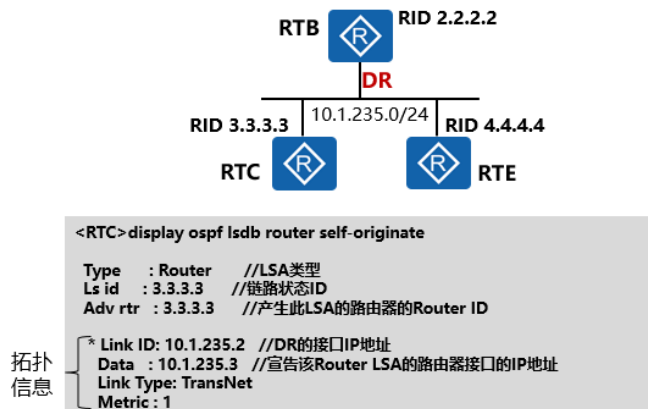 RTB
RID 2.2.2.2
DR
10.1.235.0/24
RID 3.3.3.3
RID 4.4.4.4
RTC
RTE
<RTC>display ospf lsdb router self-originate
Type : Router //LSA类型
Ls id : 3.3.3.3 //链路状态ID
Adv rtr : 3.3.3.3 //产生此LSA的路由器的Router ID
* Link ID: 10.1.235.2 //DR的接口IP地址
Data : 10.1.235.3 //宣告该Router LSA的路由器接口的IP地址
Link Type: TransNet
Metric : 1
拓扑
信息